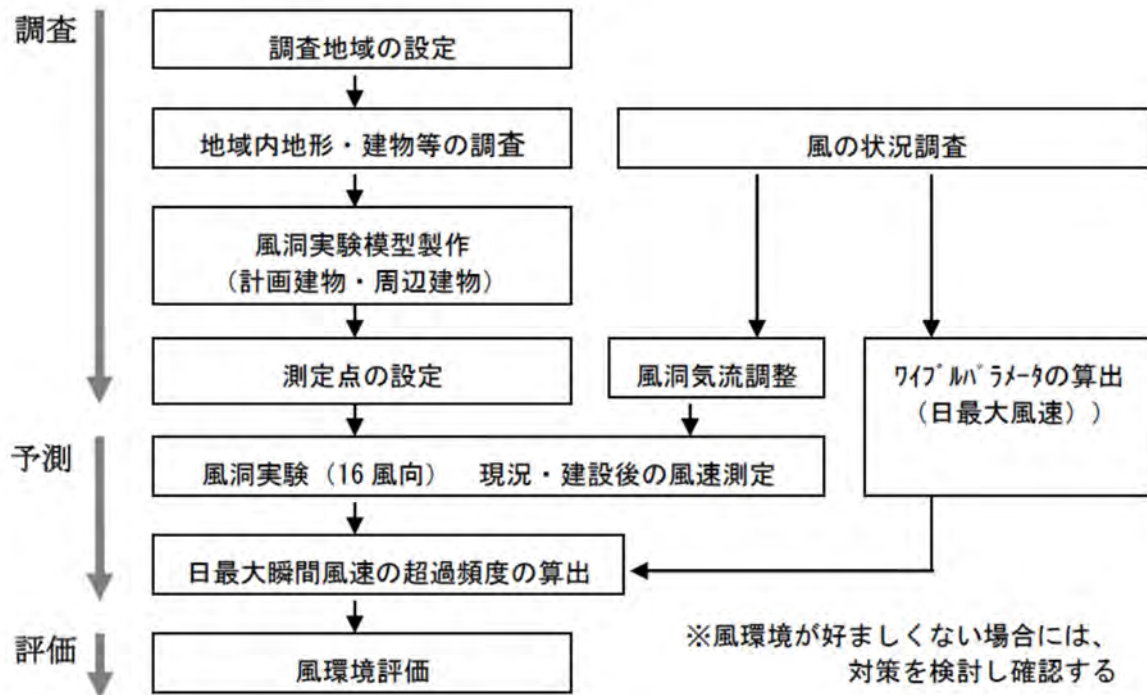 調査
調査地域の設定
地域内地形・建物等の調査
風の状況調査
風洞実験模型製作
(計画建物・周辺建物)
測定点の設定
風洞気流調整
ﾜｲﾌﾞﾙﾊﾟﾗﾒｰﾀの算出
(日最大風速))
予測
風洞実験(16 風向) 現況・建設後の風速測定
日最大瞬間風速の超過頻度の算出
評価
風環境評価
※風環境が好ましくない場合には、
対策を検討し確認する